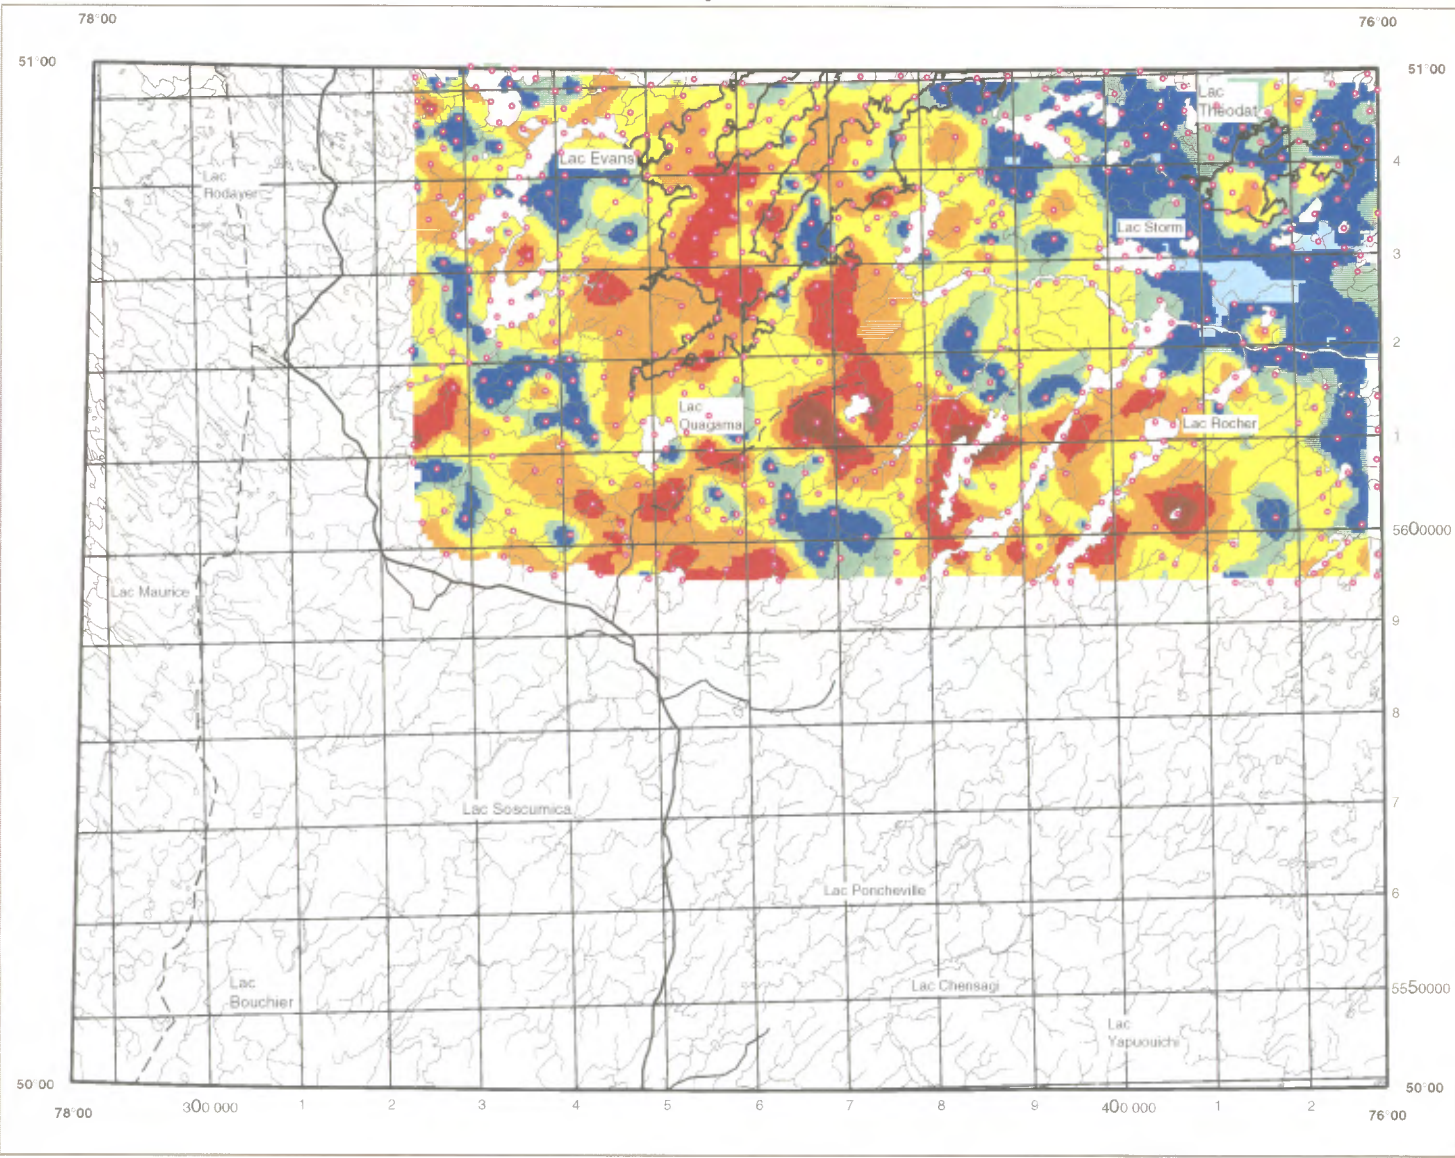 78°00
76°00
51°00
51°00
Lac
Théodat
Lac Evans
4
Lac
Rodayer
Lac Storm
3
2
Lac
Ouagama
Lac Rocher
1
5600000
Lac Maurice
9
8
Lac Soscumica
7
Lac Poncheville
6
Lac
Bouchier
Lac Chensagi
5550000
Lac
Yapuouichi
50°00
50°00
78°00
300 000
1
2
3
4
5
6
7
8
9
400 000
1
2
76°00